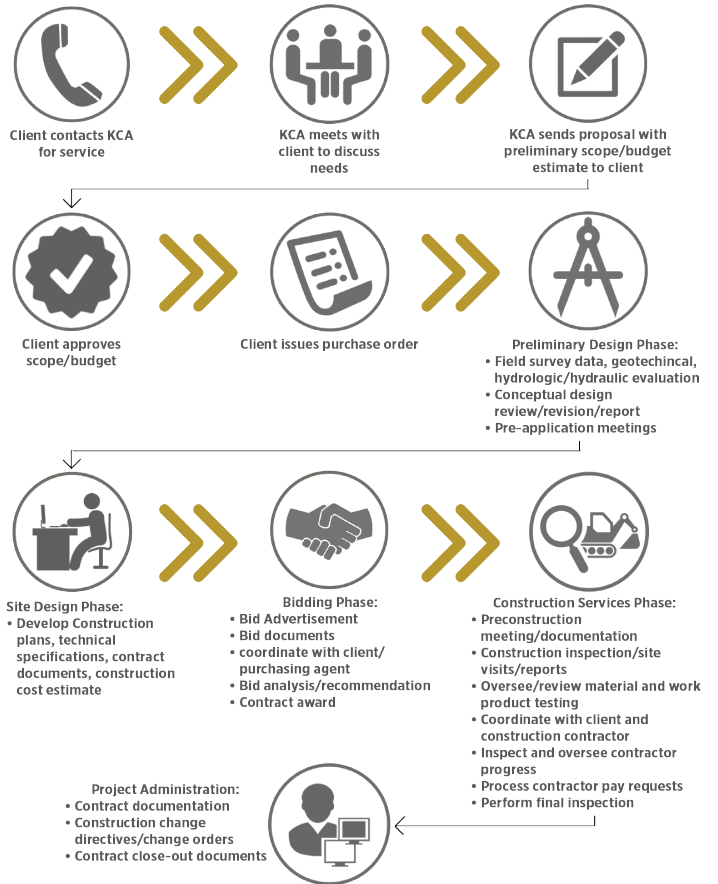 Client contacts KCA
for service
KCA meets with
client to discuss
needs
KCA sends proposal with
preliminary scope/budget
estimate to client
Client approves
scope/budget
Client issues purchase order
Preliminary Design Phase:
• Field survey data, geotechincal,
hydrologic/hydraulic evaluation
• Conceptual design
review/revision/report
• Pre-application meetings
Site Design Phase:
• Develop Construction
plans, technical
specifications, contract
documents, construction
cost estimate
Bidding Phase:
• Bid Advertisement
• Bid documents
• coordinate with client/
purchasing agent
• Bid analysis/recommendation
• Contract award
Construction Services Phase:
• Preconstruction
meeting/documentation
• Construction inspection/site
visits/reports
• Oversee/review material and work
product testing
• Coordinate with client and
construction contractor
• Inspect and oversee contractor
progress
• Process contractor pay requests
• Perform final inspection
Project Administration:
• Contract documentation
• Construction change
directives/change orders
• Contract close-out documents